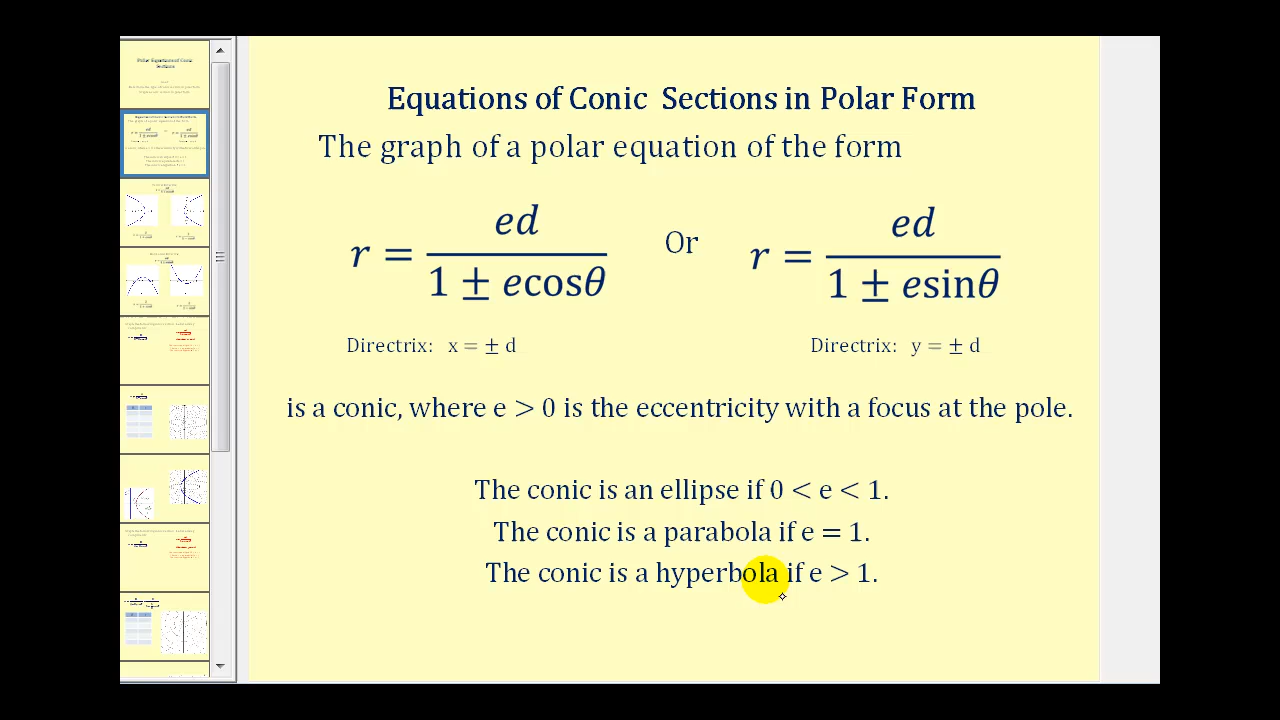 Equations of Conic Sections in Polar Form
The graph of a polar equation of the form
r = ed / (1 ± ecosθ) Or r = ed / (1 ± esinθ)
Directrix: x = ± d Directrix: y = ± d
is a conic, where e > 0 is the eccentricity with a focus at the pole.
The conic is an ellipse if 0 < e < 1.
The conic is a parabola if e = 1.
The conic is a hyperbola if e > 1.